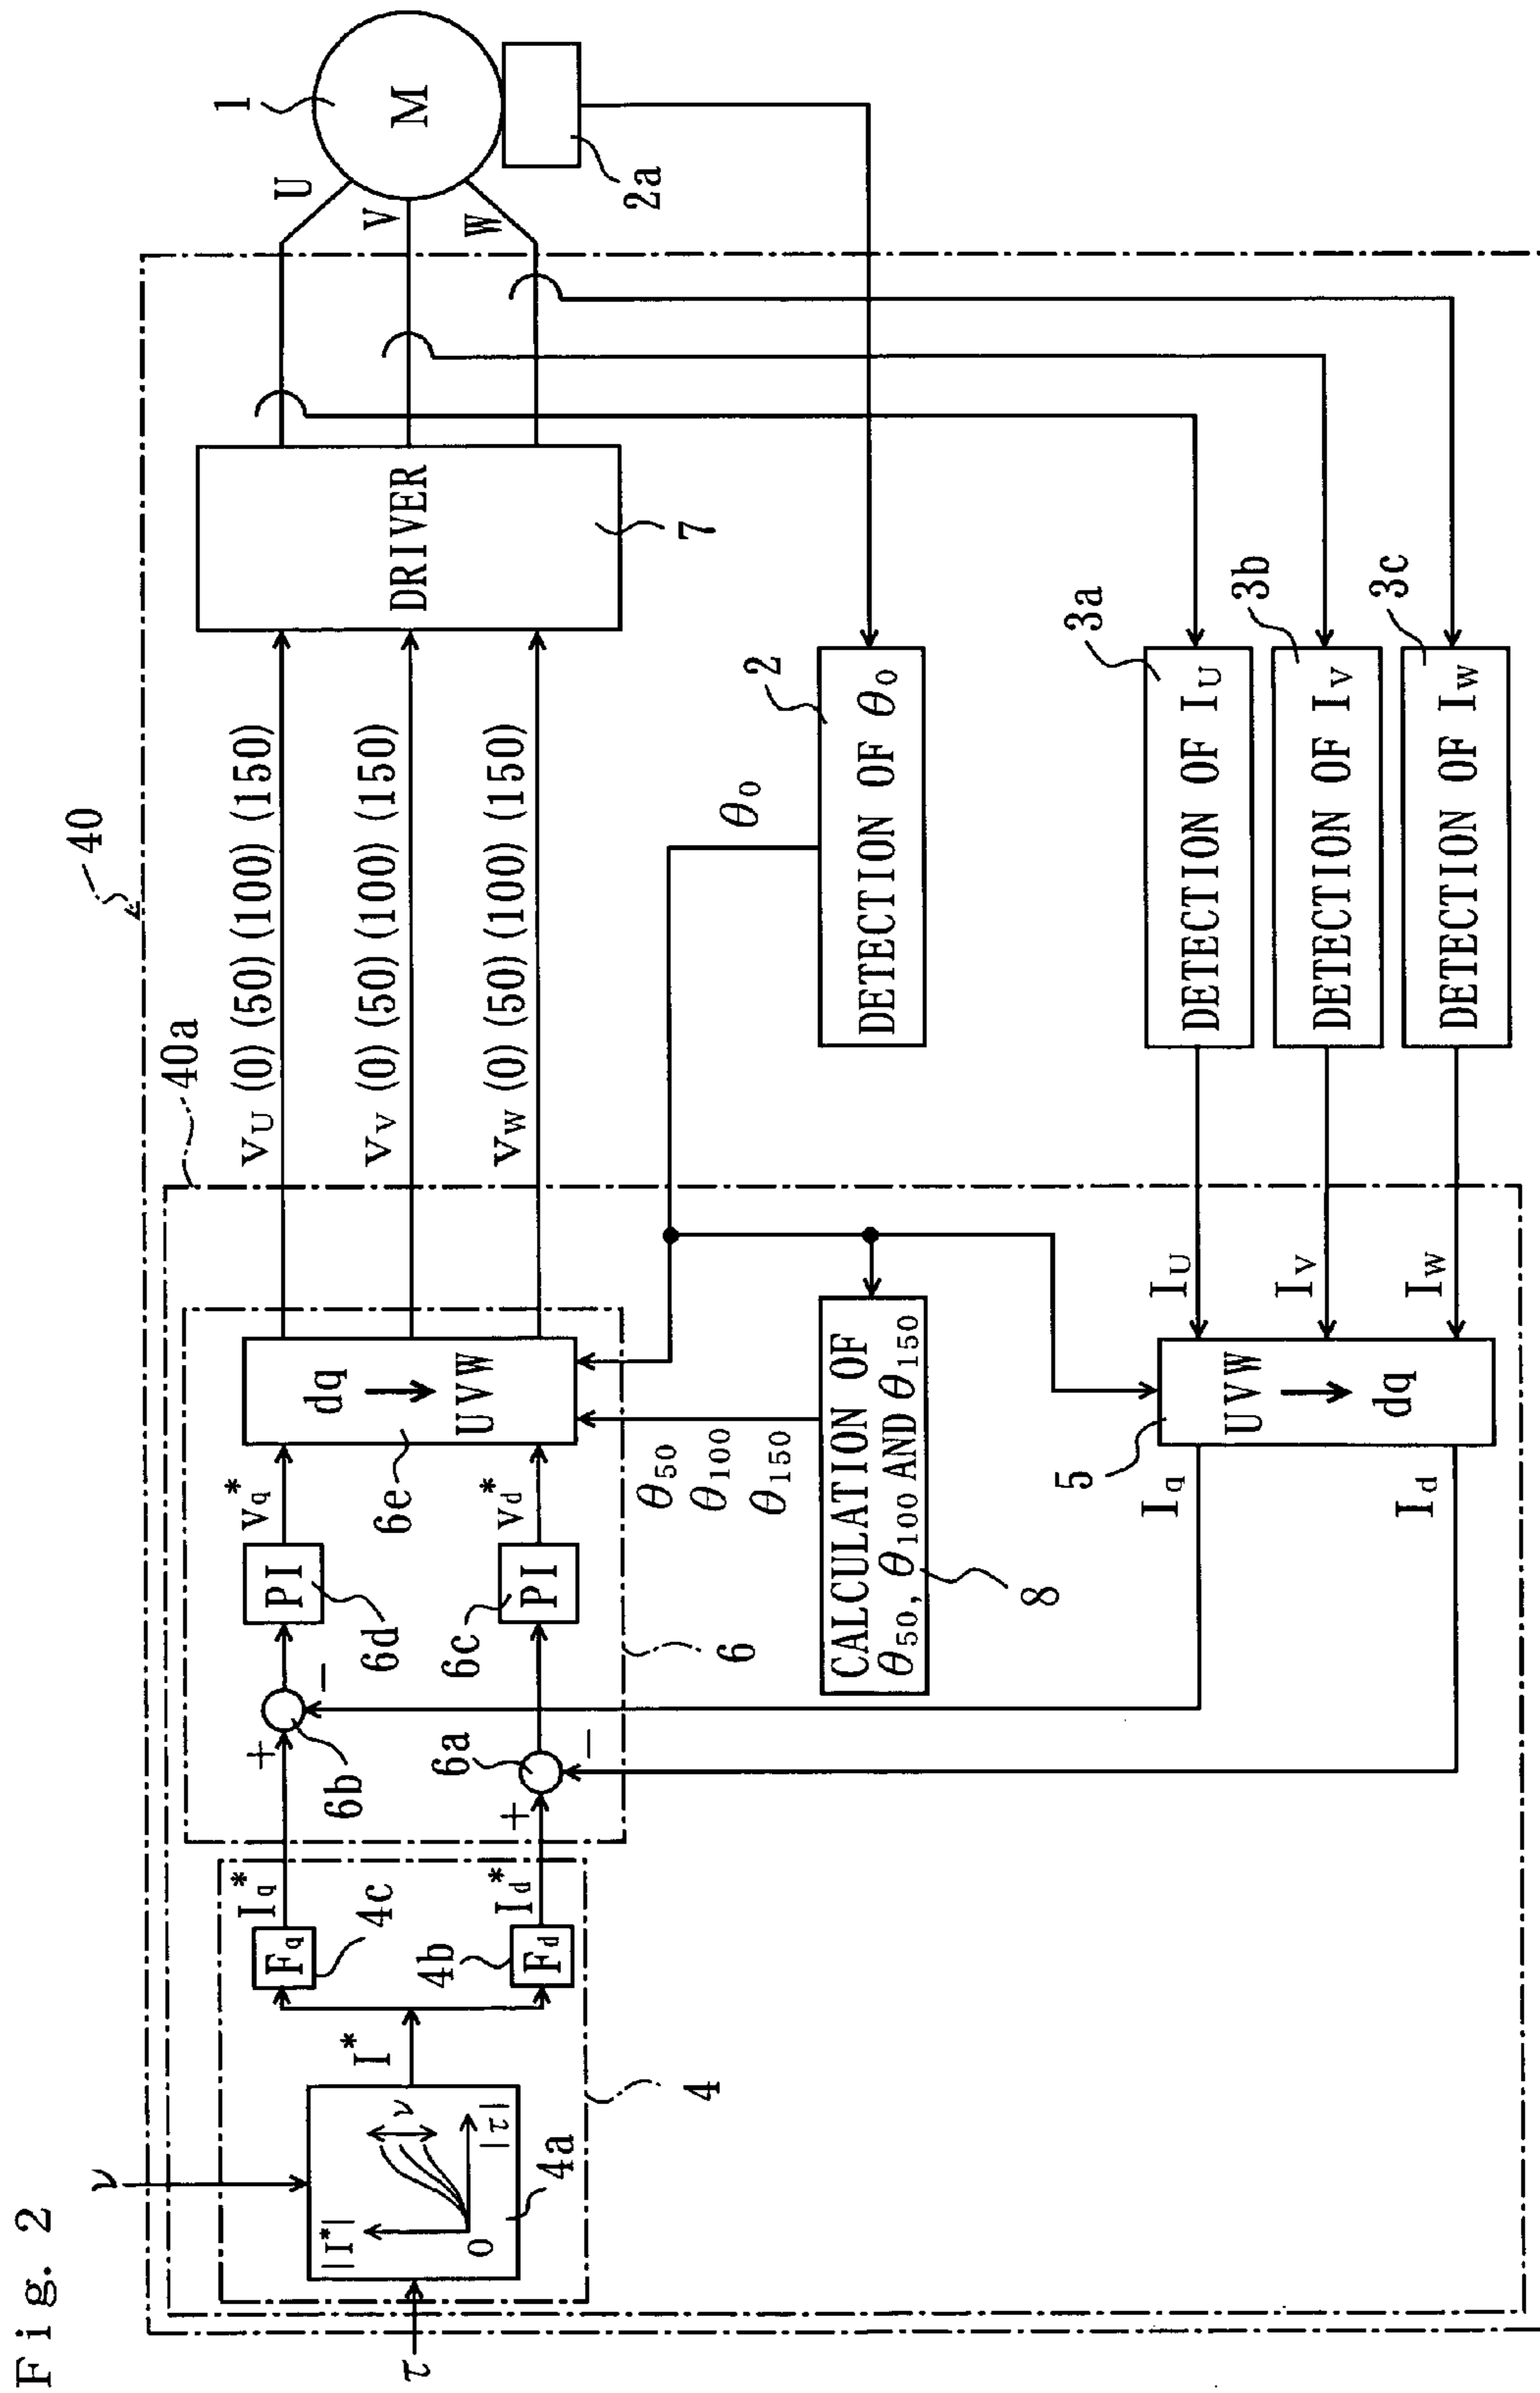 Fig. 2
τ
ν
|I*|
ν
0
|τ|
4a
4
I*
Fq
4c
Fd
4b
Iq*
Id*
+
−
6b
+
−
6a
PI
6d
PI
6c
6
Vq*
Vd*
dq
UVW
6e
θ50
θ100
θ150
CALCULATION OF
θ50, θ100 AND θ150
8
UVW
dq
5
Iq
Id
IU
IV
IW
40a
40
VU (0) (50) (100) (150)
VV (0) (50) (100) (150)
VW (0) (50) (100) (150)
θ0
DETECTION OF θ0
2
DETECTION OF IU
3a
DETECTION OF IV
3b
DETECTION OF IW
3c
DRIVER
7
U
V
W
M
1
2a